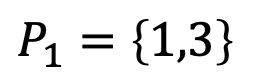 P₁ = {1,3}